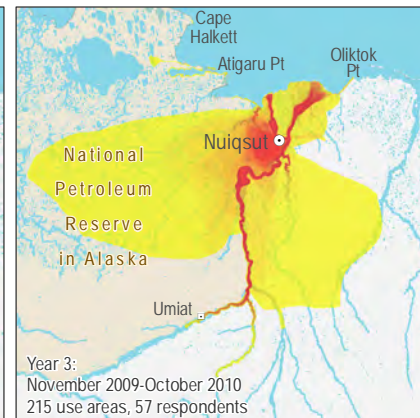 Cape
Halkett
Atigaru Pt
Oliktok
Pt
Nuiqsut
National
Petroleum
Reserve
in Alaska
Umiat
Year 3:
November 2009-October 2010
215 use areas, 57 respondents